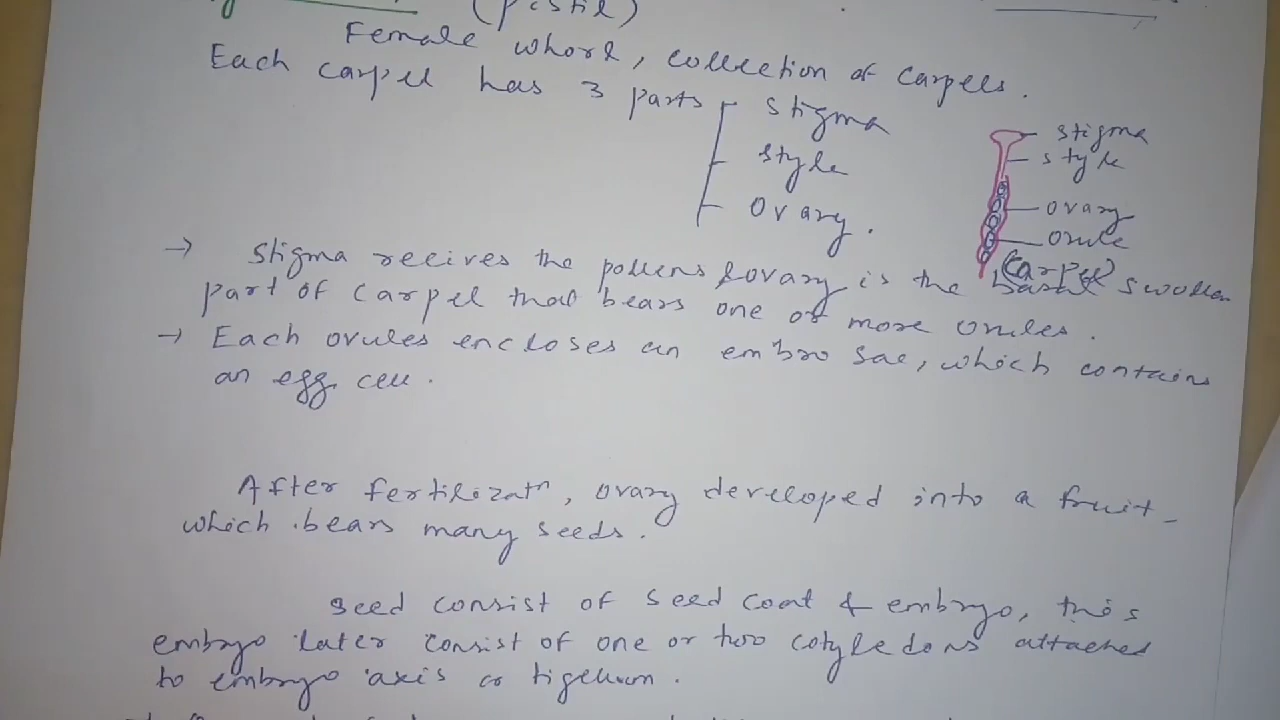 (pistil)
Female whorl, collection of carpels.
Each carpel has 3 parts
stigma
style
ovary.
stigma
style
ovary
ovule
carpel
→ stigma recives the pollens & ovary is the basal swollen
part of carpel that bears one or more ovules.
→ Each ovules encloses an embro sac, which contains
an egg cell.
After fertilizatn, ovary developed into a fruit
which bears many seeds.
seed consist of seed coat & embryo, this
embryo later consist of one or two cotyledons attached
to embryo axis or tigellum.